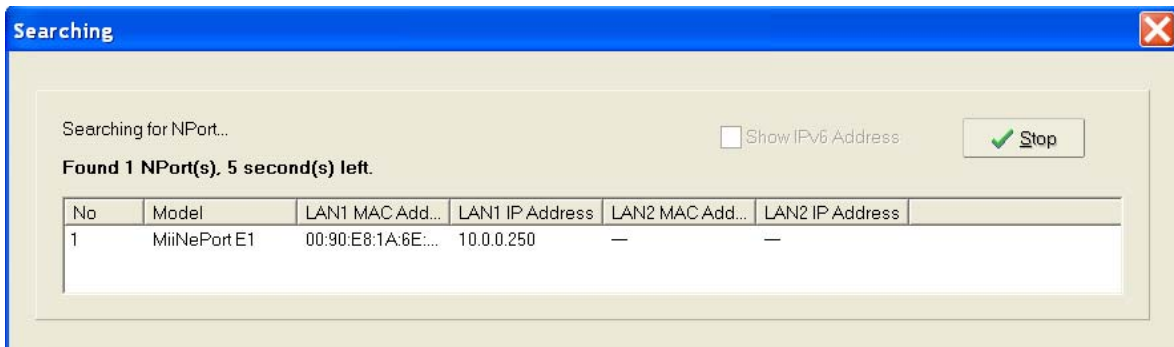 Searching
Searching for NPort...
Show IPv6 Address
Stop
Found 1 NPort(s), 5 second(s) left.
No Model LAN1 MAC Add... LAN1 IP Address LAN2 MAC Add... LAN2 IP Address
1 MiiNePort E1 00:90:E8:1A:6E:... 10.0.0.250 — —